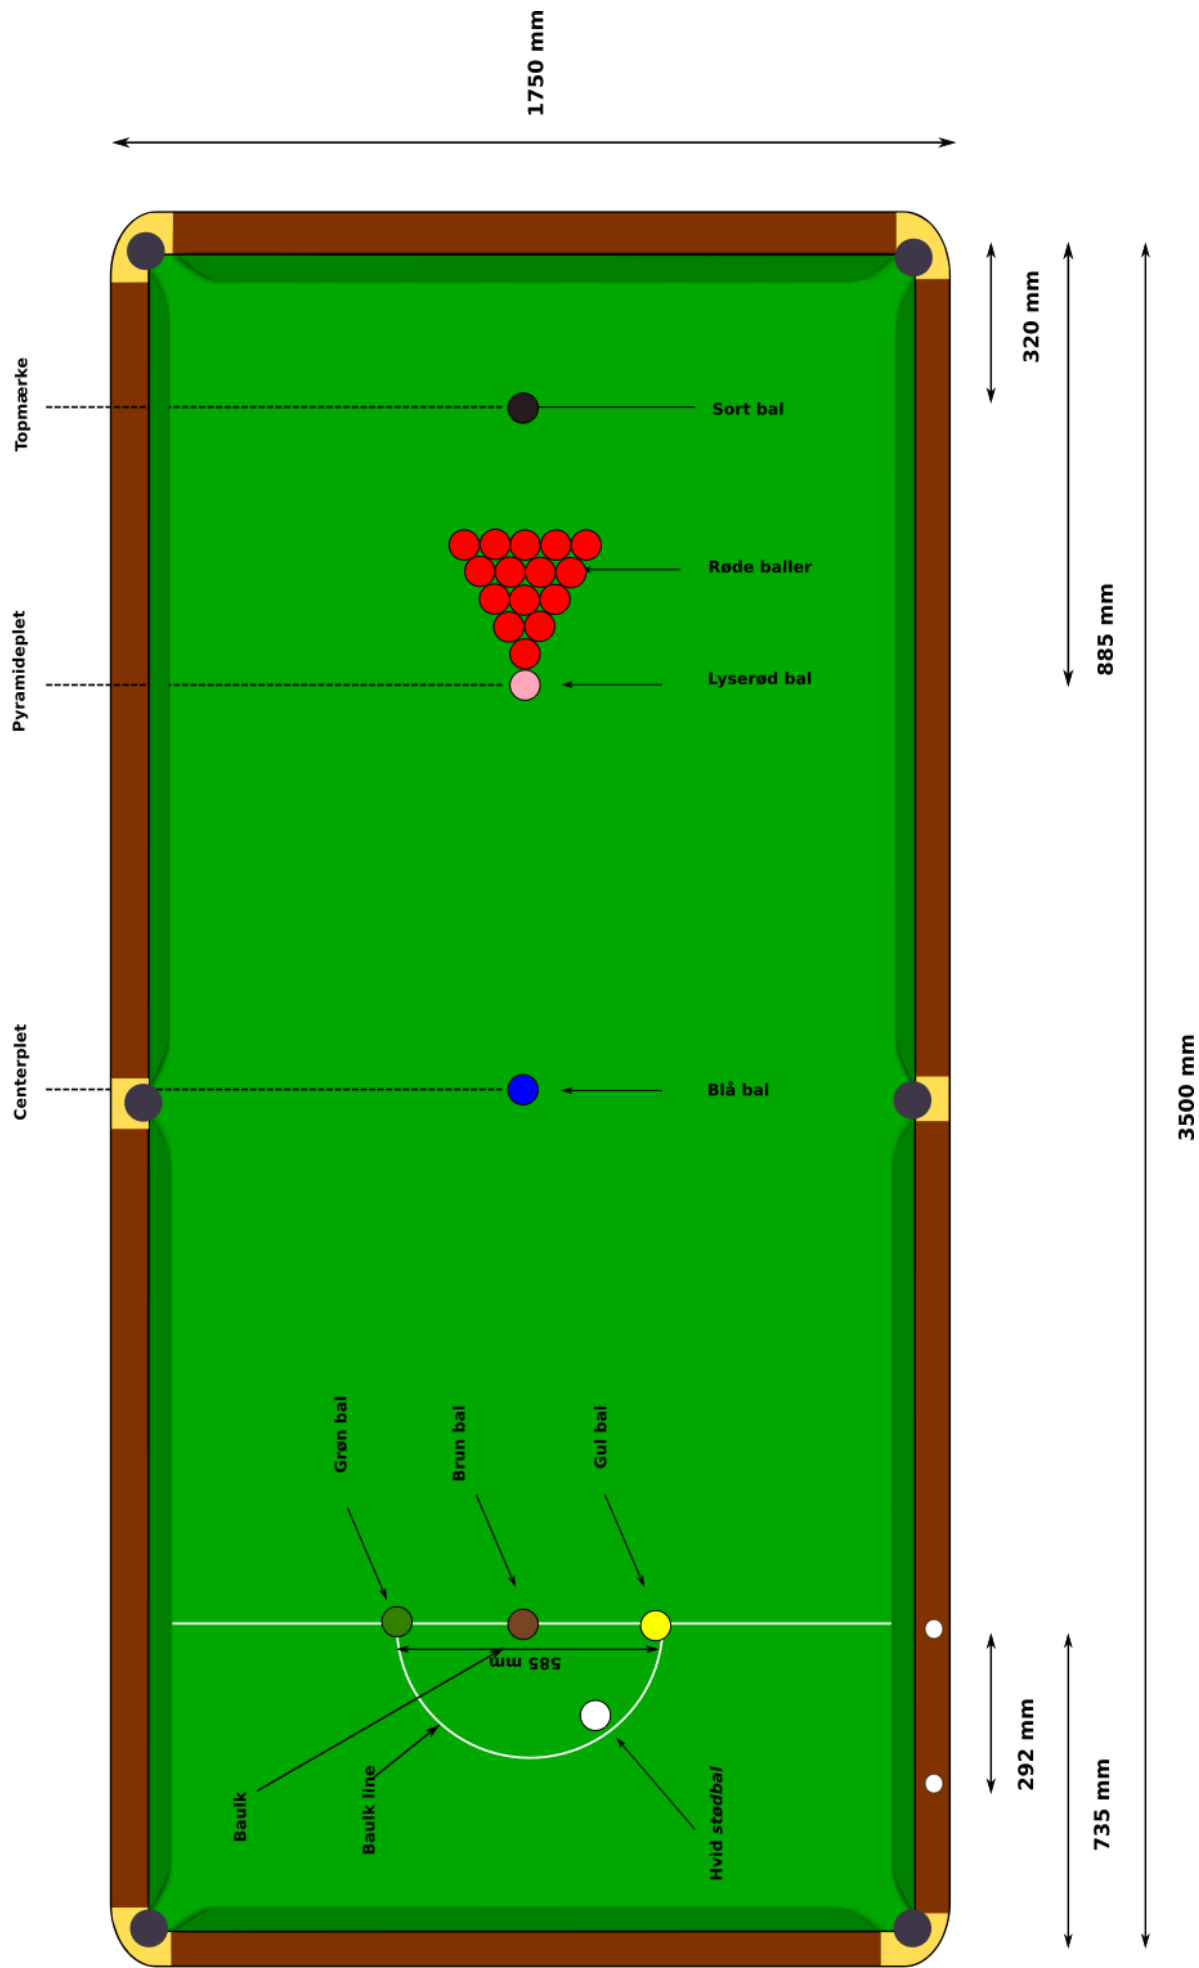 1750 mm
Topmærke
320 mm
Sort bal
Røde baller
885 mm
Pyramideplet
Lyserød bal
Centerplet
Blå bal
3500 mm
Grøn bal
Brun bal
Gul bal
585 mm
Baulk
Baulk line
Hvid stødbal
292 mm
735 mm